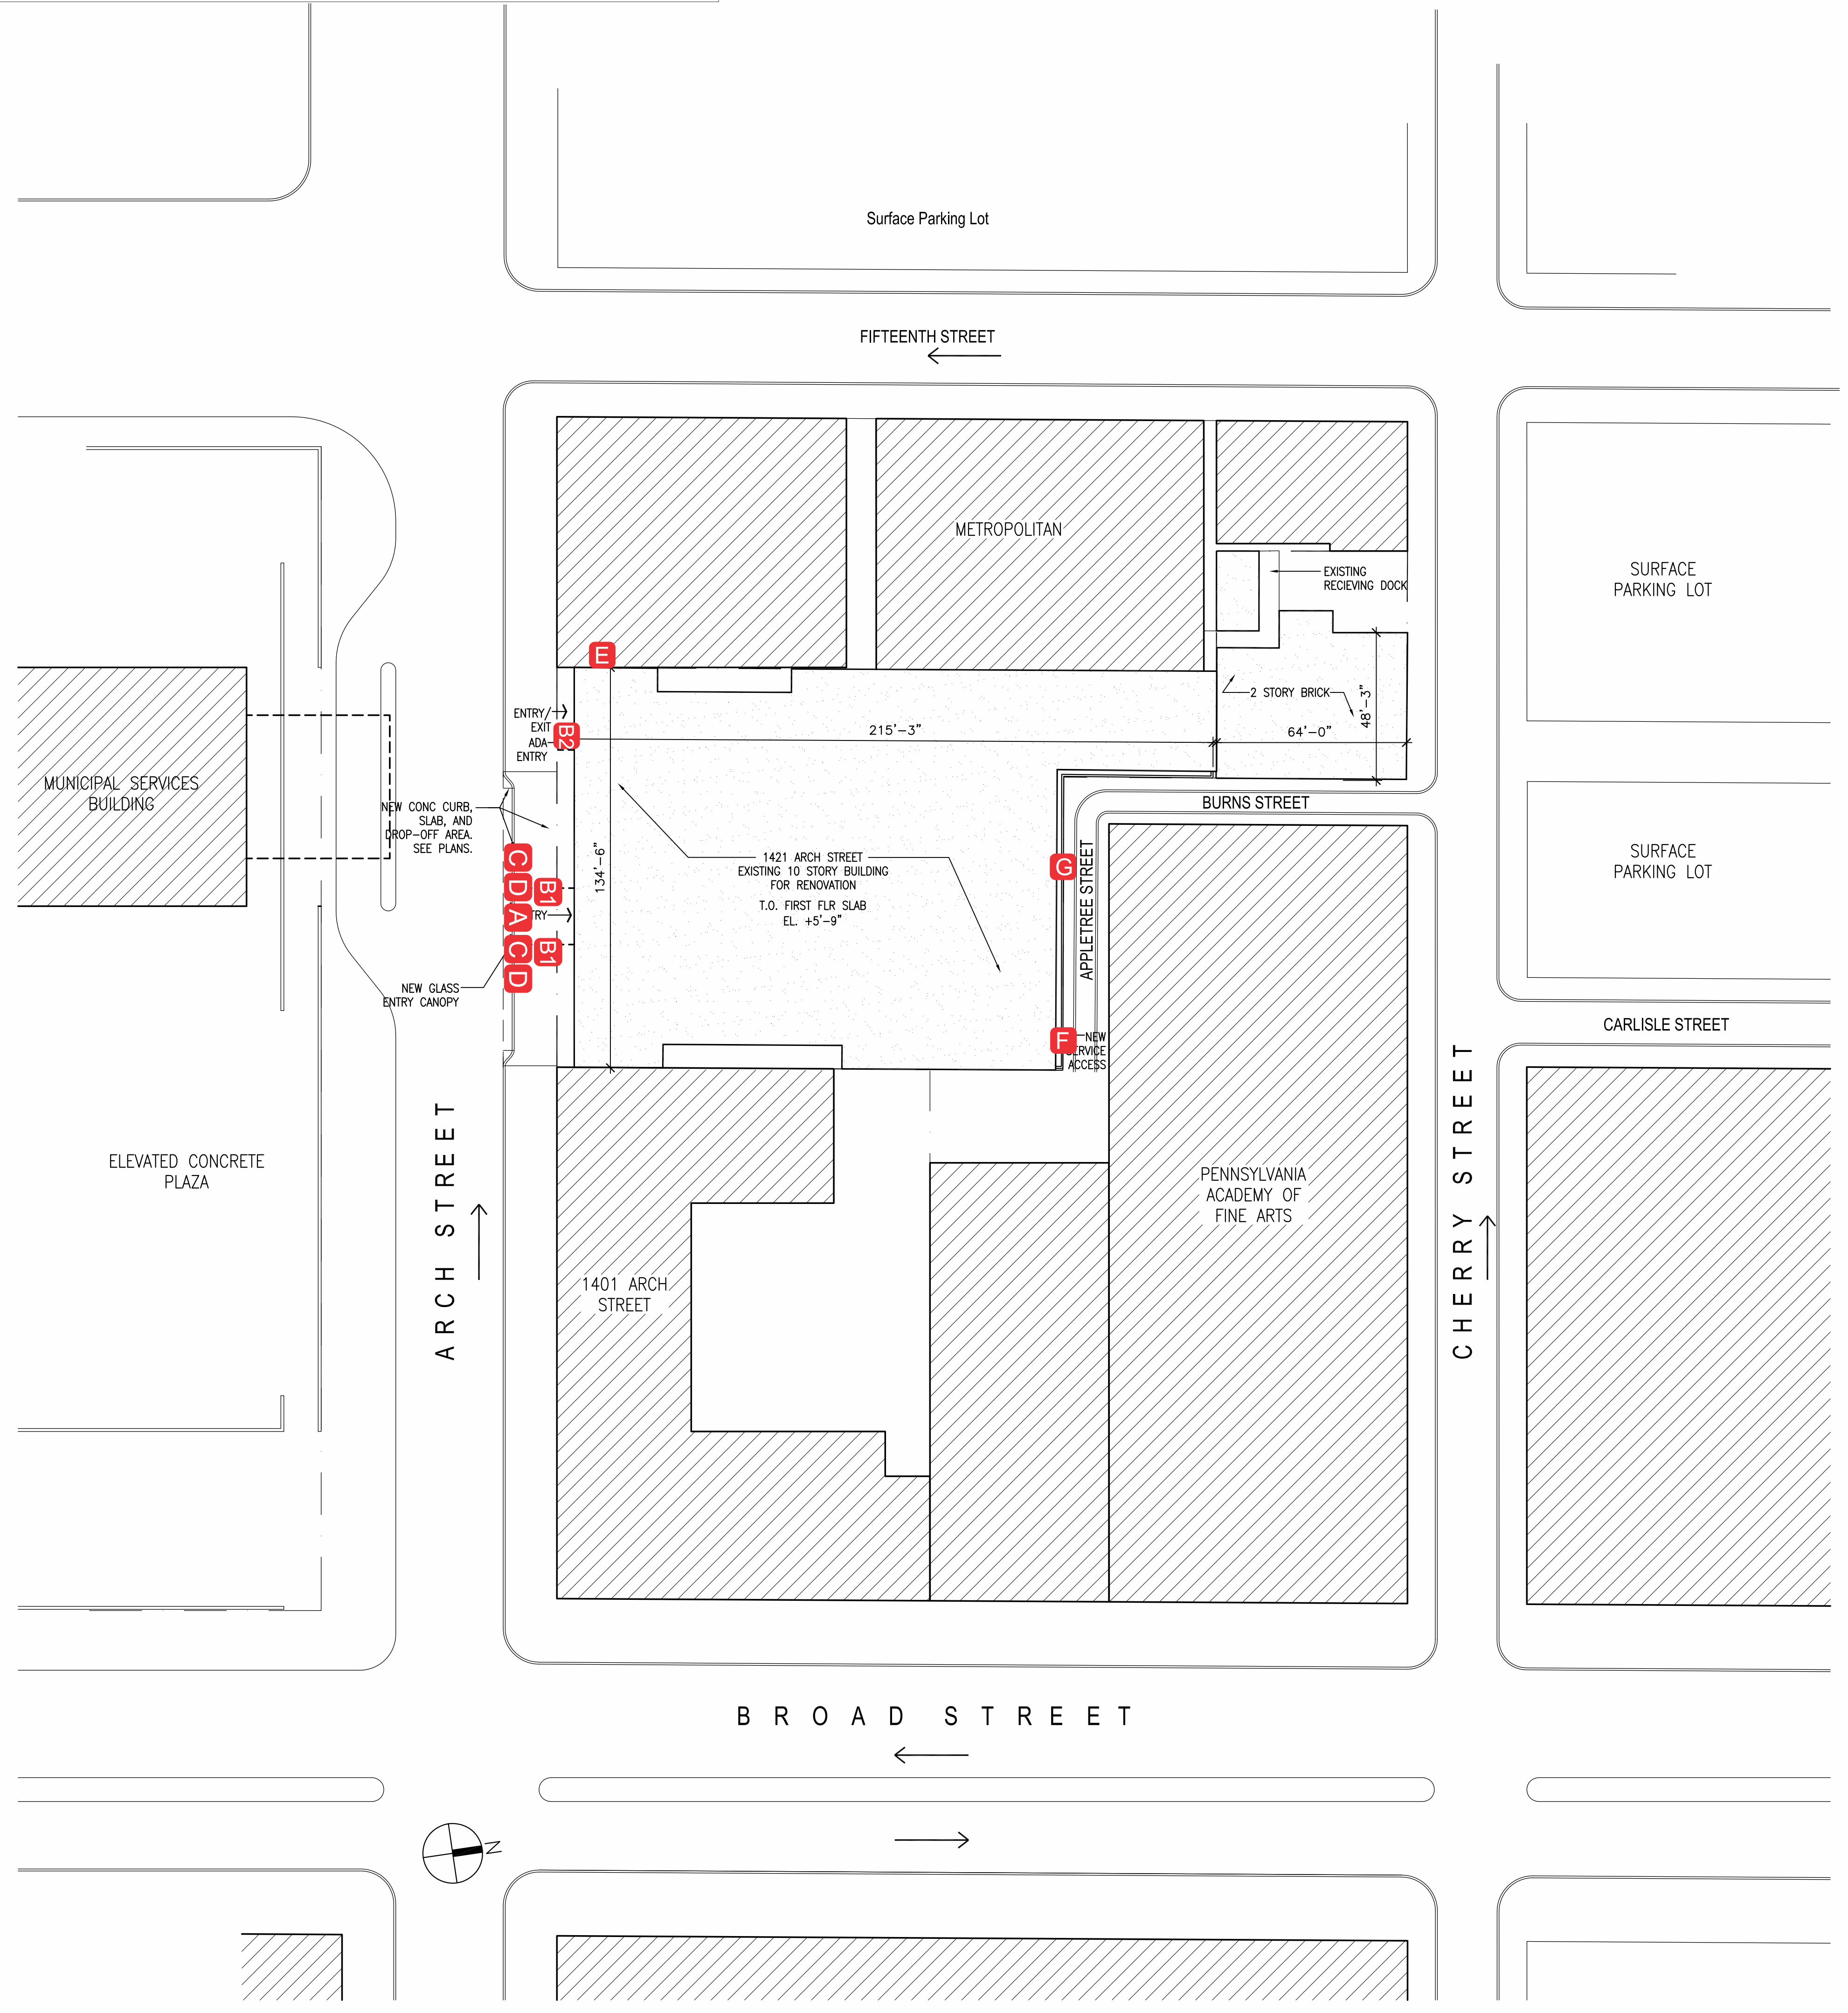 Surface Parking Lot
FIFTEENTH STREET
METROPOLITAN
EXISTING
RECIEVING DOCK
SURFACE
PARKING LOT
E
ENTRY/
EXIT
ADA
ENTRY
B2
2 STORY BRICK
48'-3"
215'-3"
64'-0"
MUNICIPAL SERVICES
BUILDING
NEW CONC CURB,
SLAB, AND
DROP-OFF AREA.
SEE PLANS.
BURNS STREET
134'-6"
1421 ARCH STREET
EXISTING 10 STORY BUILDING
FOR RENOVATION
T.O. FIRST FLR SLAB
EL. +5'-9"
C
D
B1
A
TRY
C
B1
D
G
APPLETREE STREET
SURFACE
PARKING LOT
NEW GLASS
ENTRY CANOPY
F
NEW
SERVICE
ACCESS
CARLISLE STREET
ARCH STREET
CHERRY STREET
ELEVATED CONCRETE
PLAZA
PENNSYLVANIA
ACADEMY OF
FINE ARTS
1401 ARCH
STREET
BROAD STREET
N